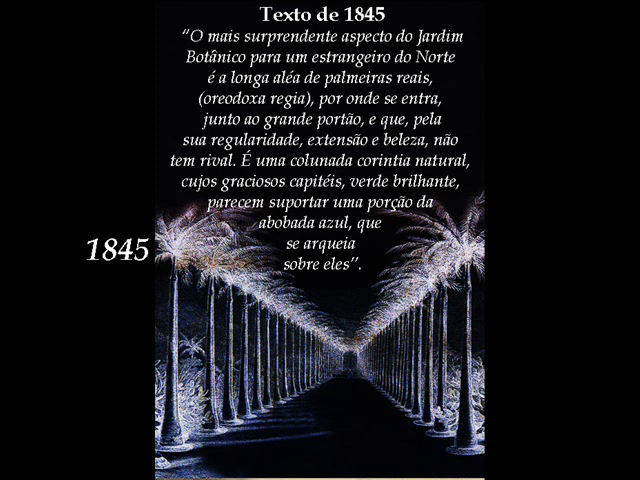 Texto de 1845
“O mais surprendente aspecto do Jardim
Botânico para um estrangeiro do Norte
é a longa aléa de palmeiras reais,
(oreodoxa regia), por onde se entra,
junto ao grande portão, e que, pela
sua regularidade, extensão e beleza, não
tem rival. É uma colunada corintia natural,
cujos graciosos capitéis, verde brilhante,
parecem suportar uma porção da
abobada azul, que
se arqueia
sobre eles”.
1845